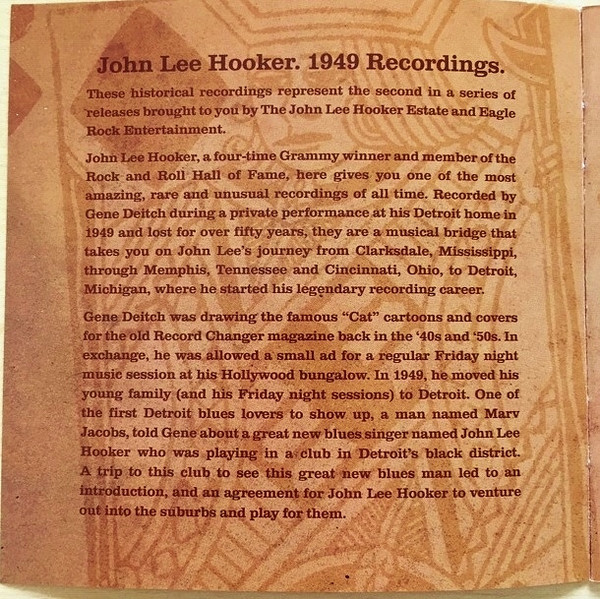 John Lee Hooker. 1949 Recordings.
These historical recordings represent the second in a series of
releases brought to you by The John Lee Hooker Estate and Eagle
Rock Entertainment.
John Lee Hooker, a four-time Grammy winner and member of the
Rock and Roll Hall of Fame, here gives you one of the most
amazing, rare and unusual recordings of all time. Recorded by
Gene Deitch during a private performance at his Detroit home in
1949 and lost for over fifty years, they are a musical bridge that
takes you on John Lee's journey from Clarksdale, Mississippi,
through Memphis, Tennessee and Cincinnati, Ohio, to Detroit,
Michigan, where he started his legendary recording career.
Gene Deitch was drawing the famous “Cat” cartoons and covers
for the old Record Changer magazine back in the ‘40s and ‘50s. In
exchange, he was allowed a small ad for a regular Friday night
music session at his Hollywood bungalow. In 1949, he moved his
young family (and his Friday night sessions) to Detroit. One of
the first Detroit blues lovers to show up, a man named Marv
Jacobs, told Gene about a great new blues singer named John Lee
Hooker who was playing in a club in Detroit's black district.
A trip to this club to see this great new blues man led to an
introduction, and an agreement for John Lee Hooker to venture
out into the suburbs and play for them.